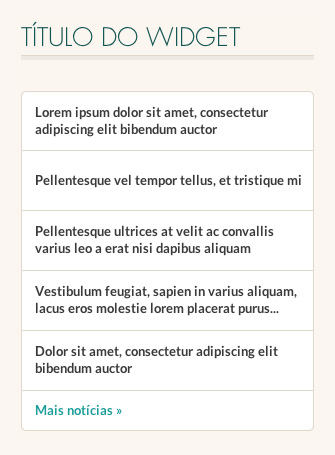 TÍTULO DO WIDGET
Lorem ipsum dolor sit amet, consectetur
adipiscing elit bibendum auctor
Pellentesque vel tempor tellus, et tristique mi
Pellentesque ultrices at velit ac convallis
varius leo a erat nisi dapibus aliquam
Vestibulum feugiat, sapien in varius aliquam,
lacus eros molestie lorem placerat purus...
Dolor sit amet, consectetur adipiscing elit
bibendum auctor
Mais notícias »